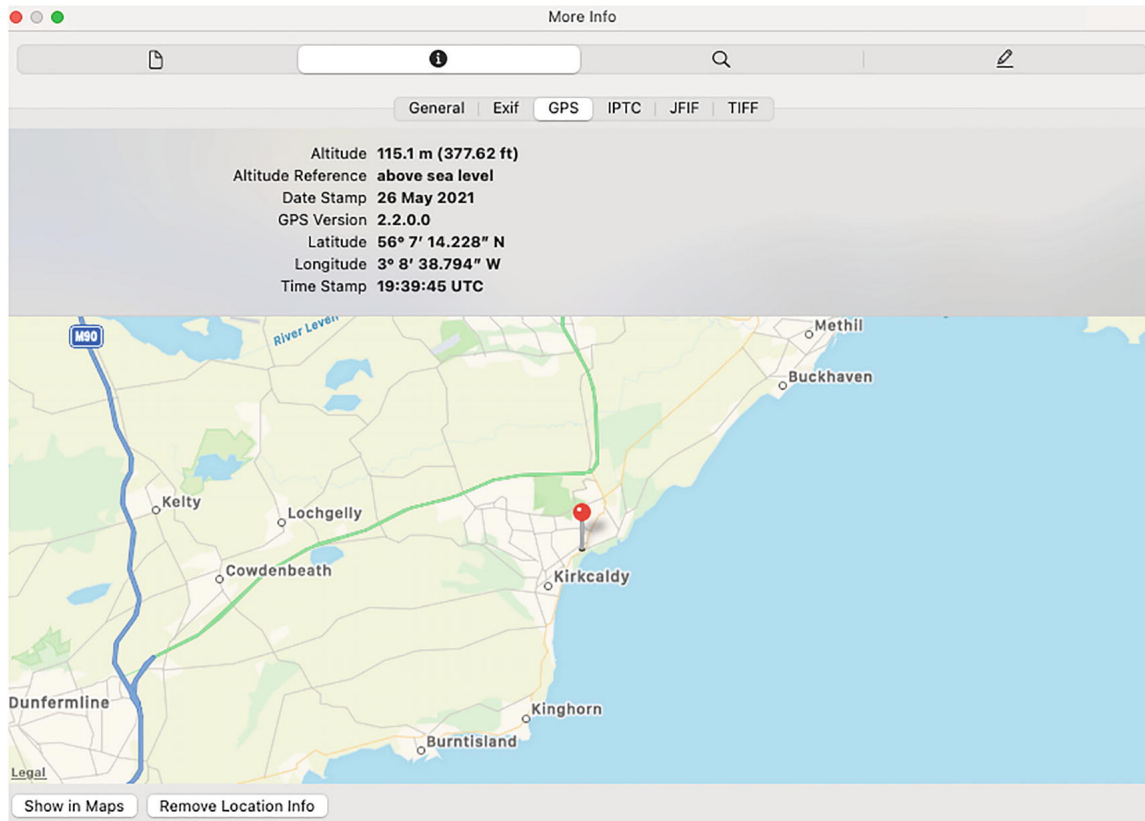 More Info
General Exif GPS IPTC JFIF TIFF
Altitude 115.1 m (377.62 ft)
Altitude Reference above sea level
Date Stamp 26 May 2021
GPS Version 2.2.0.0
Latitude 56° 7′ 14.228″ N
Longitude 3° 8′ 38.794″ W
Time Stamp 19:39:45 UTC
M90
River Leven
Methil
Buckhaven
Kelty
Lochgelly
Cowdenbeath
Kirkcaldy
Dunfermline
Kinghorn
Burntisland
Legal
Show in Maps Remove Location Info